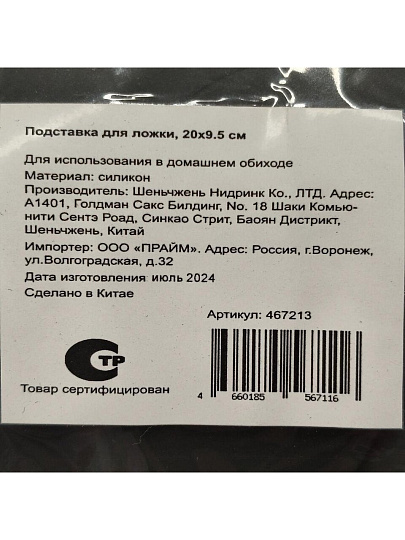 Подставка для ложки, 20x9.5 см
Для использования в домашнем обиходе
Материал: силикон
Производитель: Шеньчжень Нидринк Ко., ЛТД. Адрес:
А1401, Голдман Сакс Билдинг, No. 18 Шаки Комью-
нити Сентэ Роад, Синкао Стрит, Баоян Дистрикт,
Шеньчжень, Китай
Импортер: ООО «ПРАЙМ». Адрес: Россия, г.Воронеж,
ул.Волгоградская, д.32
Дата изготовления июль 2024
Сделано в Китае
Артикул: 467213
СТР
Товар сертифицирован
4 660185 567116